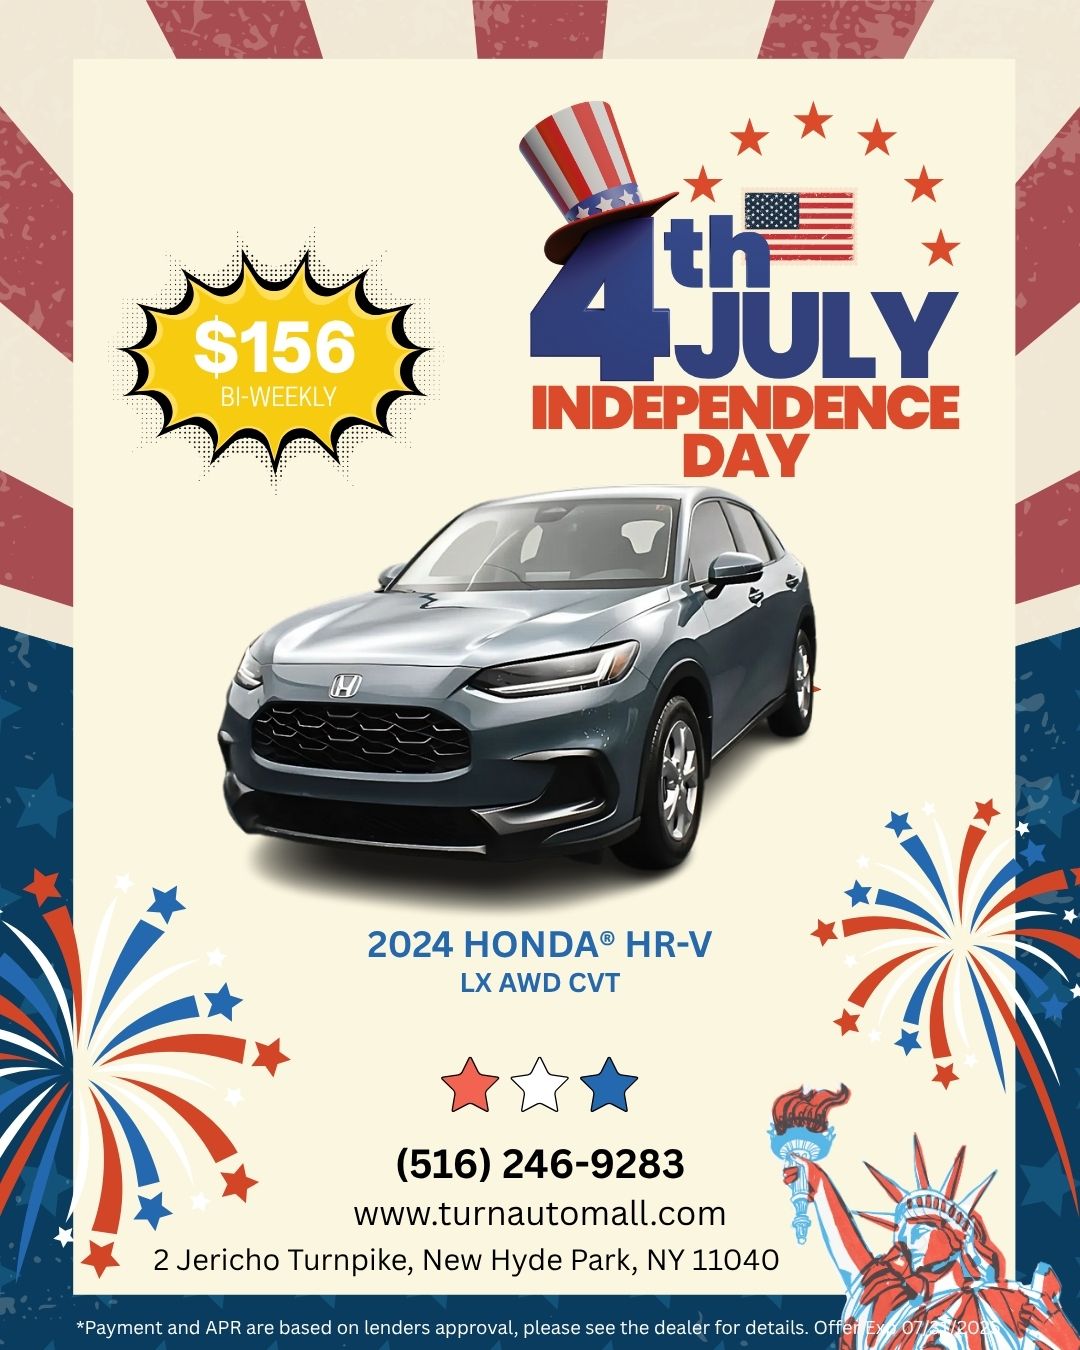 4th
JULY
INDEPENDENCE
DAY
$156
BI-WEEKLY
2024 HONDA® HR-V
LX AWD CVT
(516) 246-9283
www.turnautomall.com
2 Jericho Turnpike, New Hyde Park, NY 11040
*Payment and APR are based on lenders approval, please see the dealer for details. Offer Exp